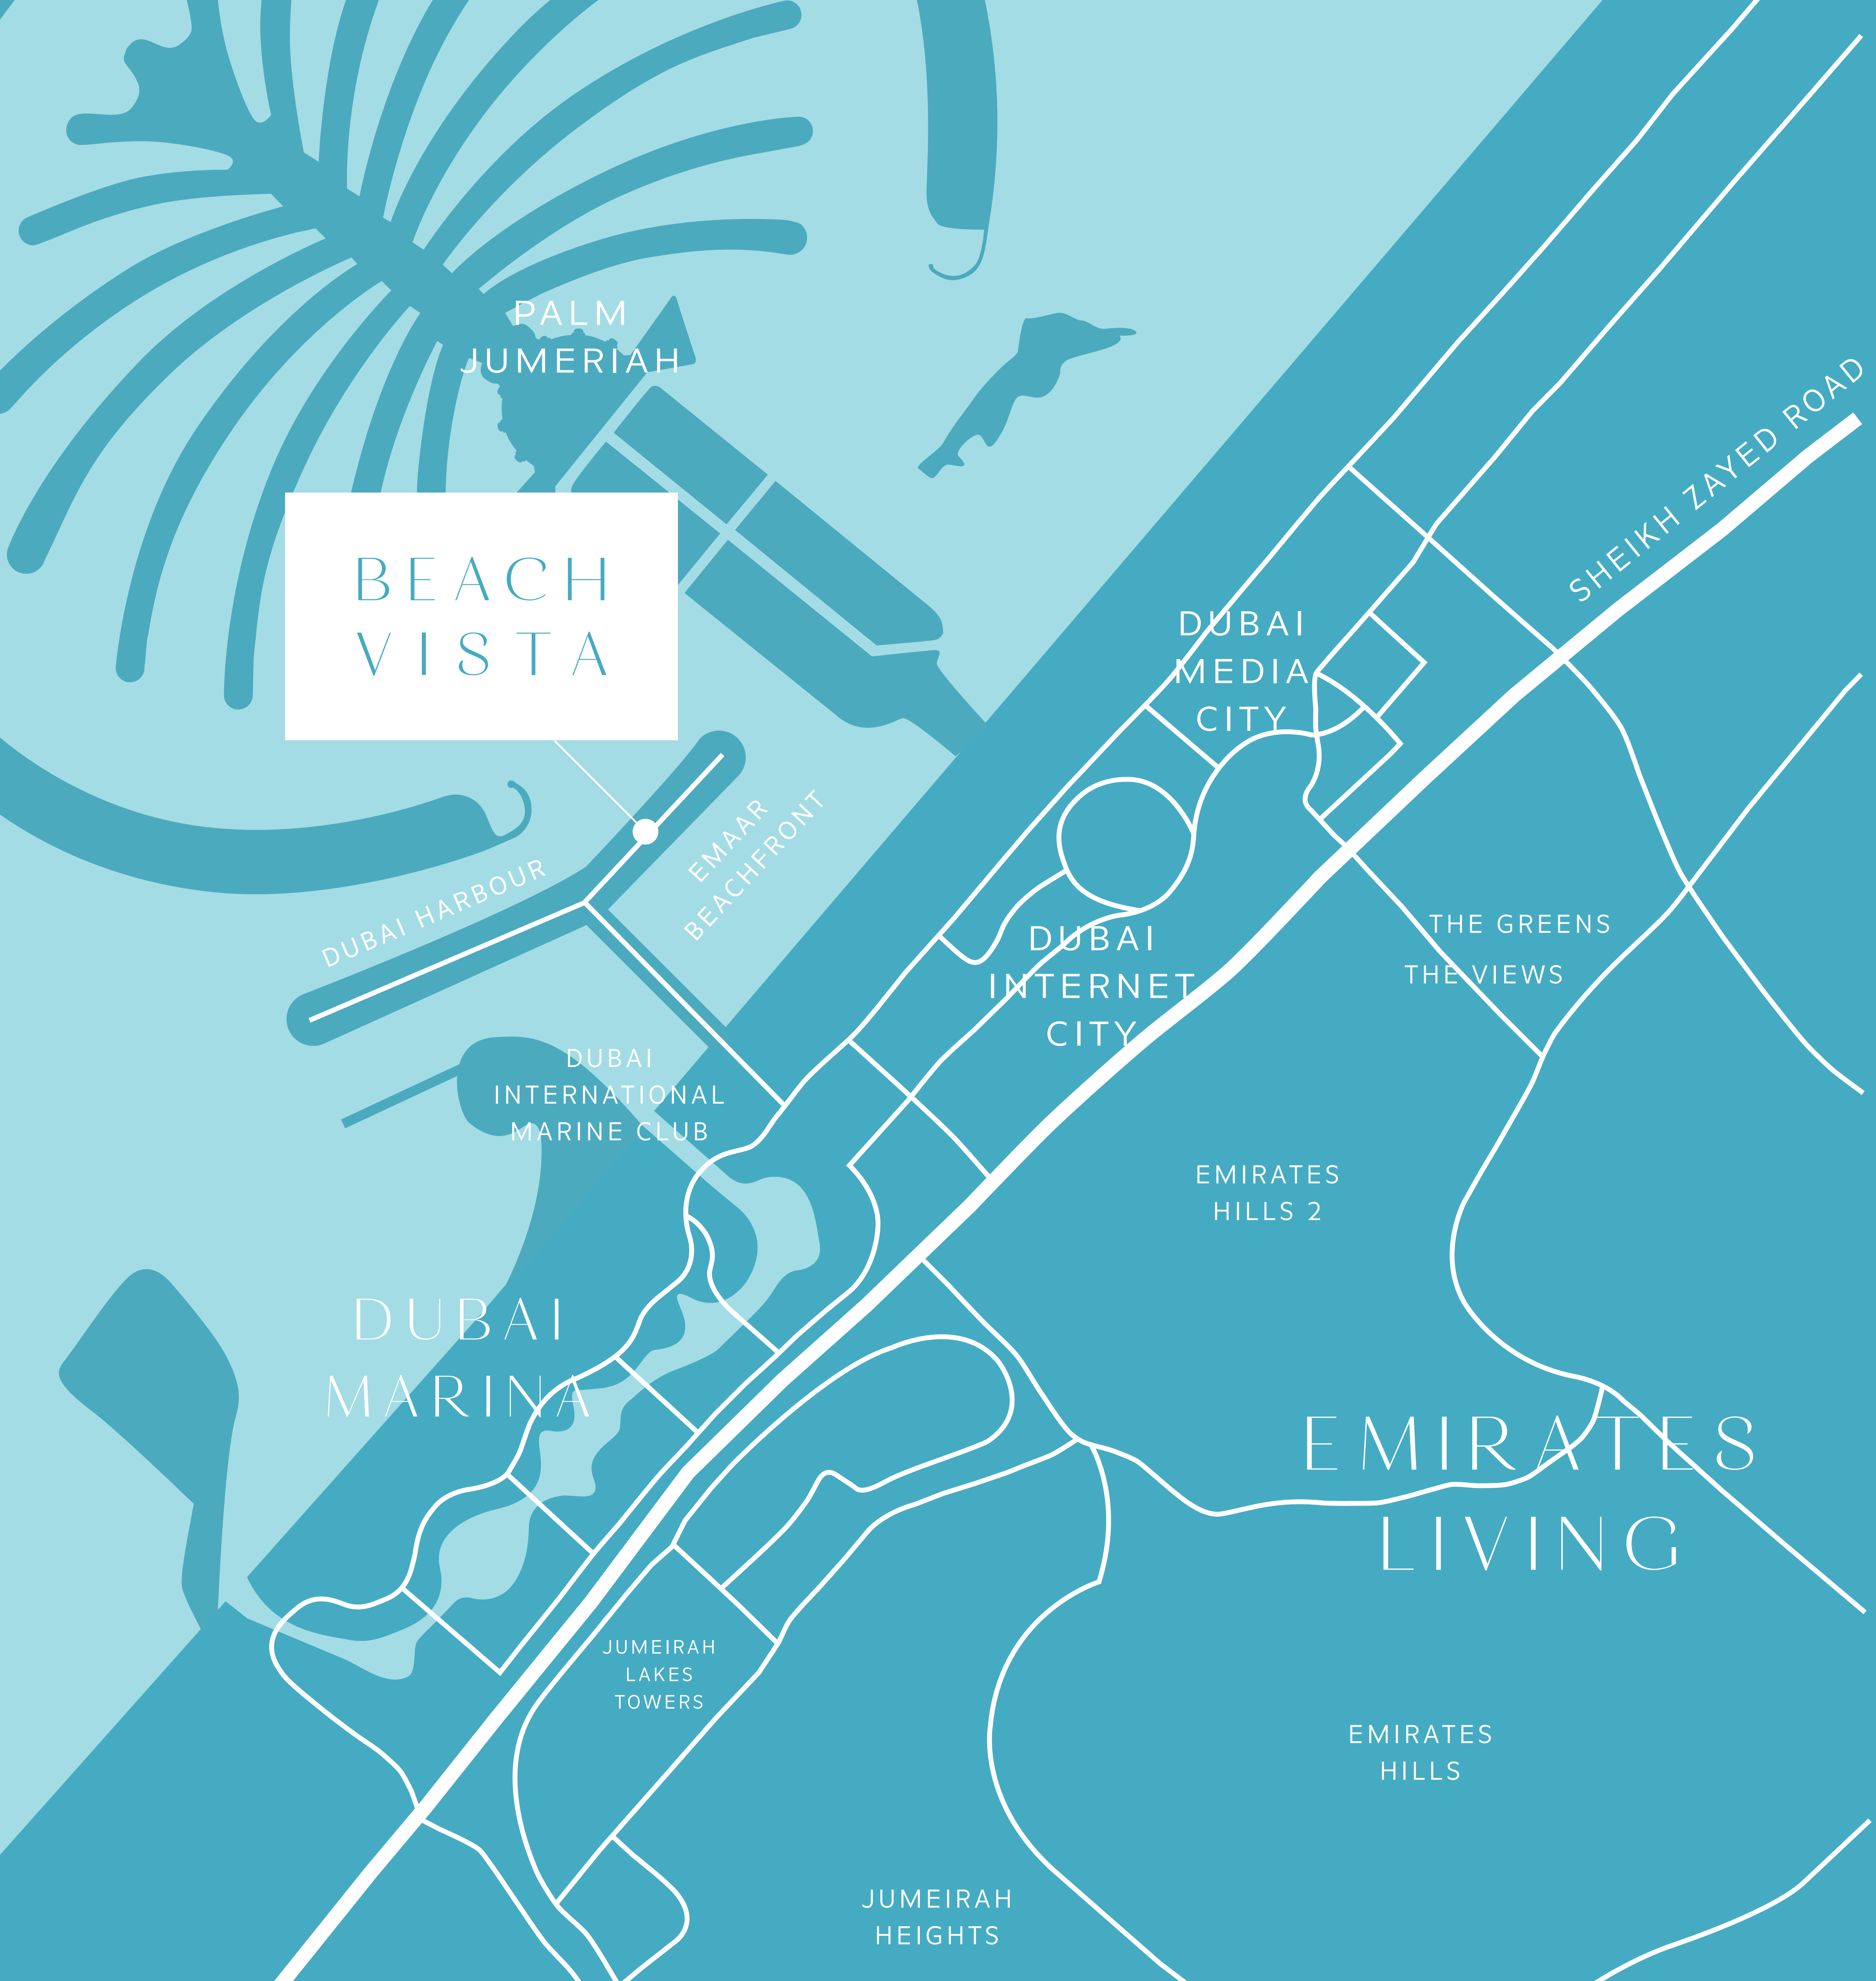 PALM
JUMERIAH
BEACH
VISTA
SHEIKH ZAYED ROAD
DUBAI
MEDIA
CITY
EMAAR
BEACHFRONT
DUBAI HARBOUR
DUBAI
INTERNET
CITY
THE GREENS
THE VIEWS
DUBAI
INTERNATIONAL
MARINE CLUB
EMIRATES
HILLS 2
DUBAI
MARINA
EMIRATES
LIVING
JUMEIRAH
LAKES
TOWERS
EMIRATES
HILLS
JUMEIRAH
HEIGHTS